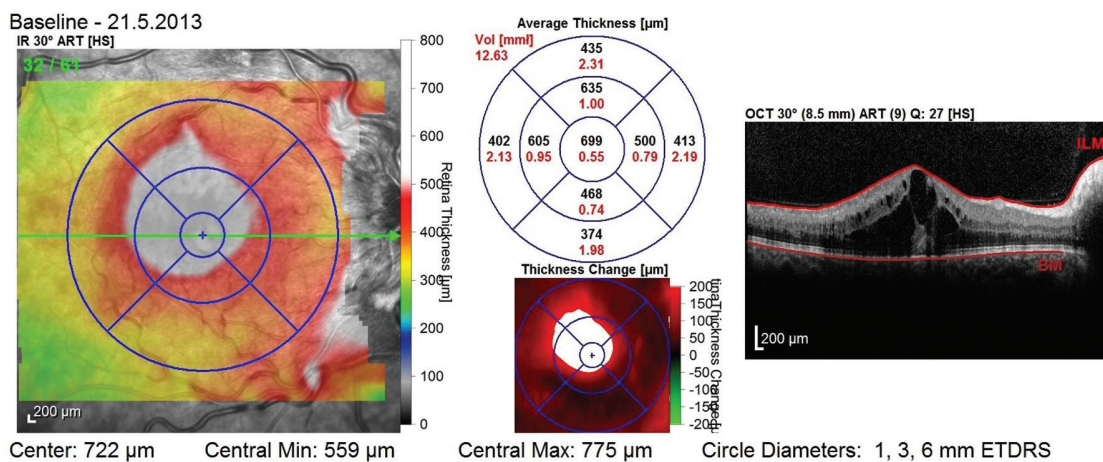 Baseline - 21.5.2013
IR 30° ART [HS]
32 / 61
200 µm
800
700
600
500
400
300
200
100
0
Retina Thickness [µm]
Average Thickness [µm]
Vol [mmł]
12.63
435
2.31
635
1.00
402
2.13
605
0.95
699
0.55
500
0.79
413
2.19
468
0.74
374
1.98
Thickness Change [µm]
200
150
100
50
0
-50
-100
-150
-200
OCT 30° (8.5 mm) ART (9) Q: 27 [HS]
ILM
BM
200 µm
Center: 722 µm Central Min: 559 µm Central Max: 775 µm Circle Diameters: 1, 3, 6 mm ETDRS